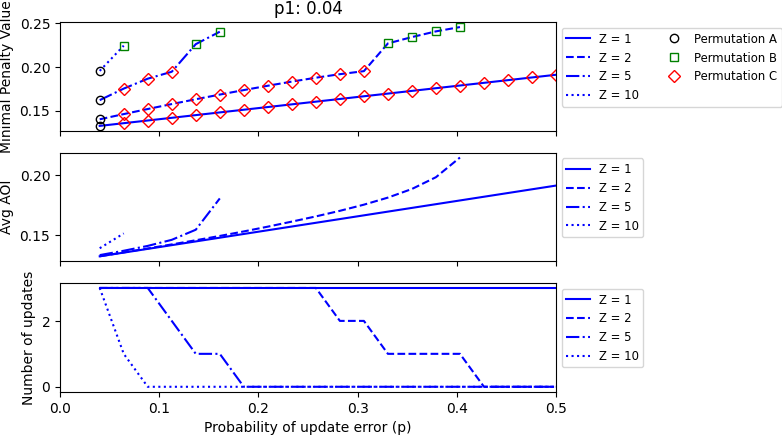 p1: 0.04
Minimal Penalty Value
0.25
0.20
0.15
Z = 1
Z = 2
Z = 5
Z = 10
Permutation A
Permutation B
Permutation C
Avg AOI
0.20
0.15
Z = 1
Z = 2
Z = 5
Z = 10
Number of updates
2
0
Z = 1
Z = 2
Z = 5
Z = 10
0.0 0.1 0.2 0.3 0.4 0.5
Probability of update error (p)